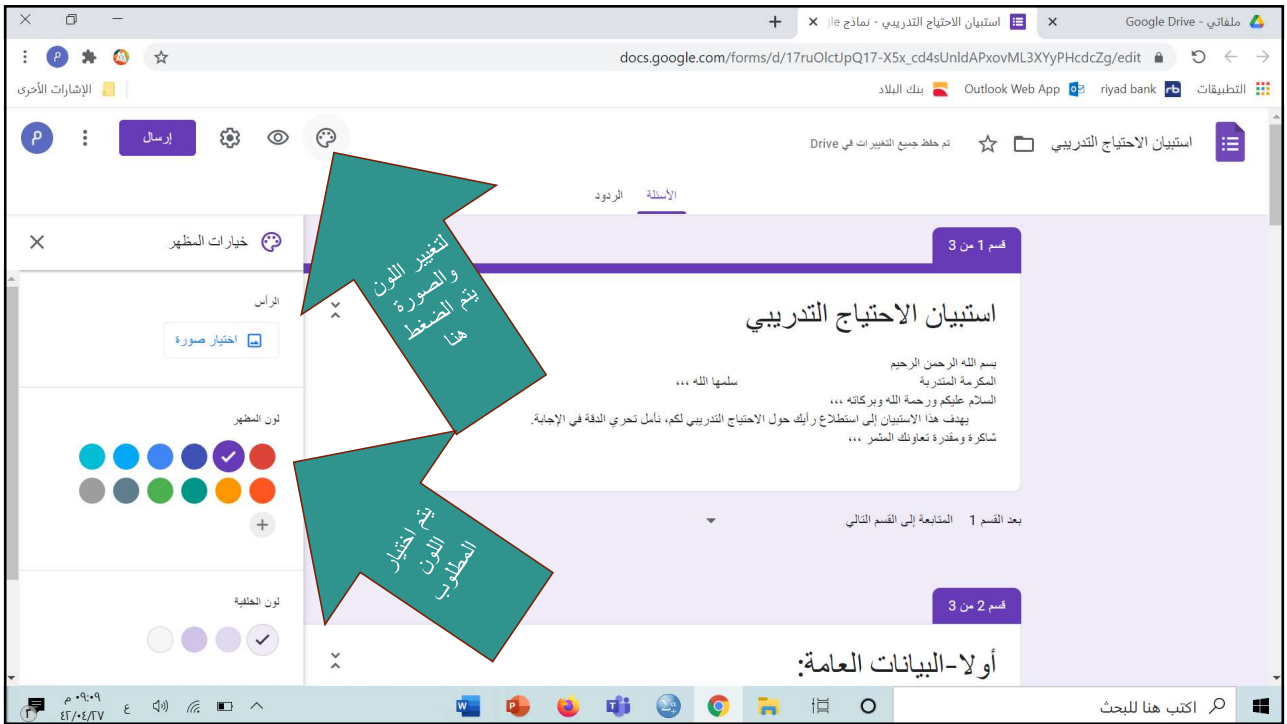 ملفاتي - Google Drive
استبيان الاحتياج التدريبي - نماذج
docs.google.com/forms/d/17ruOlctJpQ17-X5x_cd4sUnldAPxovML3XYyPHcdcZg/edit
التطبيقات
riyad bank
Outlook Web App
بنك البلاد
الإشارات الأخرى
استبيان الاحتياج التدريبي
تم حفظ جميع التغييرات في Drive
إرسال
الأسئلة الردود
خيارات المظهر
الرأس
اختيار صورة
لون المظهر
لون الخلفية
لتغيير اللون
والصورة
يتم الضغط
هنا
يتم اختيار
اللون
المطلوب
قسم 1 من 3
استبيان الاحتياج التدريبي
بسم الله الرحمن الرحيم
المكرمة المتدربة سلمها الله ،،،
السلام عليكم ورحمة الله وبركاته ،،،
يهدف هذا الاستبيان إلى استطلاع رأيك حول الاحتياج التدريبي لكم، نأمل تحري الدقة في الإجابة.
شاكرة ومقدرة تعاونك المثمر ،،،
بعد القسم 1 المتابعة إلى القسم التالي
قسم 2 من 3
أولا-البيانات العامة:
اكتب هنا للبحث
ع
٠٩:٠٩ م
٤٢/٠٤/٢٧